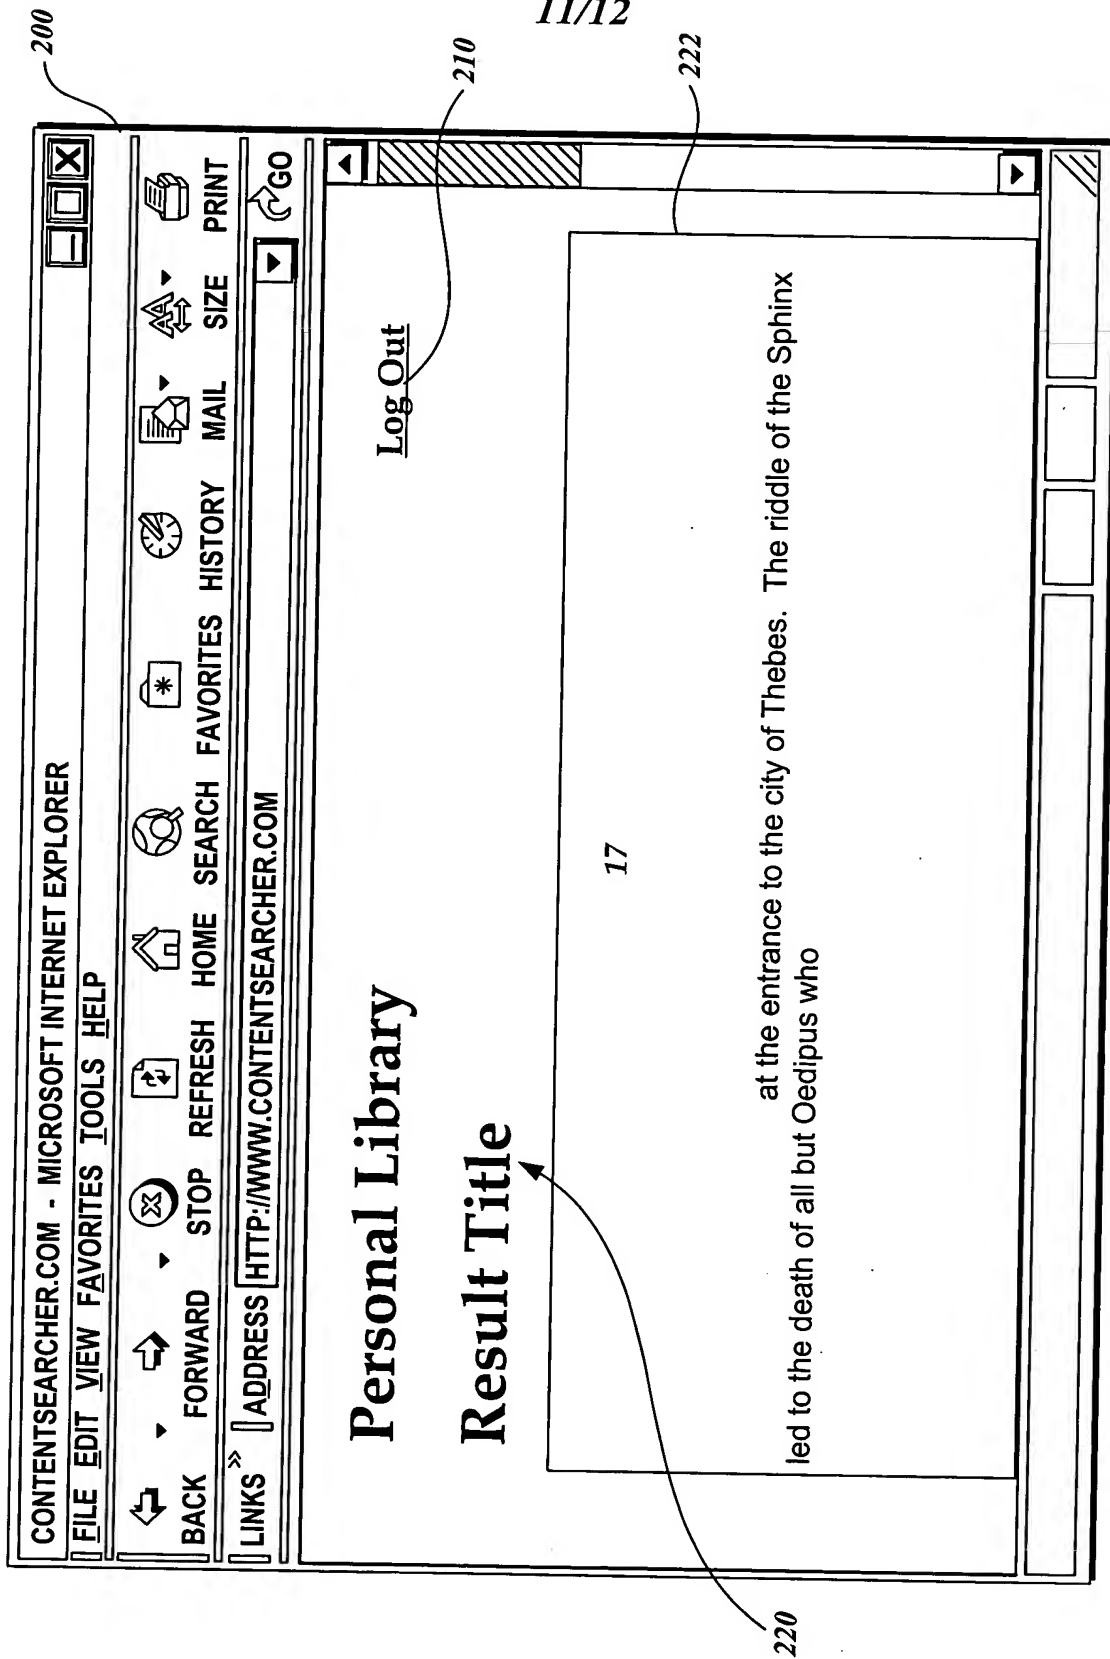 11/12
200
CONTENTSEARCHER.COM - MICROSOFT INTERNET EXPLORER
FILE EDIT VIEW FAVORITES TOOLS HELP
BACK FORWARD STOP REFRESH HOME SEARCH FAVORITES HISTORY MAIL SIZE PRINT
LINKS » ADDRESS HTTP://WWW.CONTENTSEARCHER.COM GO
Personal Library
Log Out
210
Result Title
220
222
17
at the entrance to the city of Thebes. The riddle of the Sphinx
led to the death of all but Oedipus who